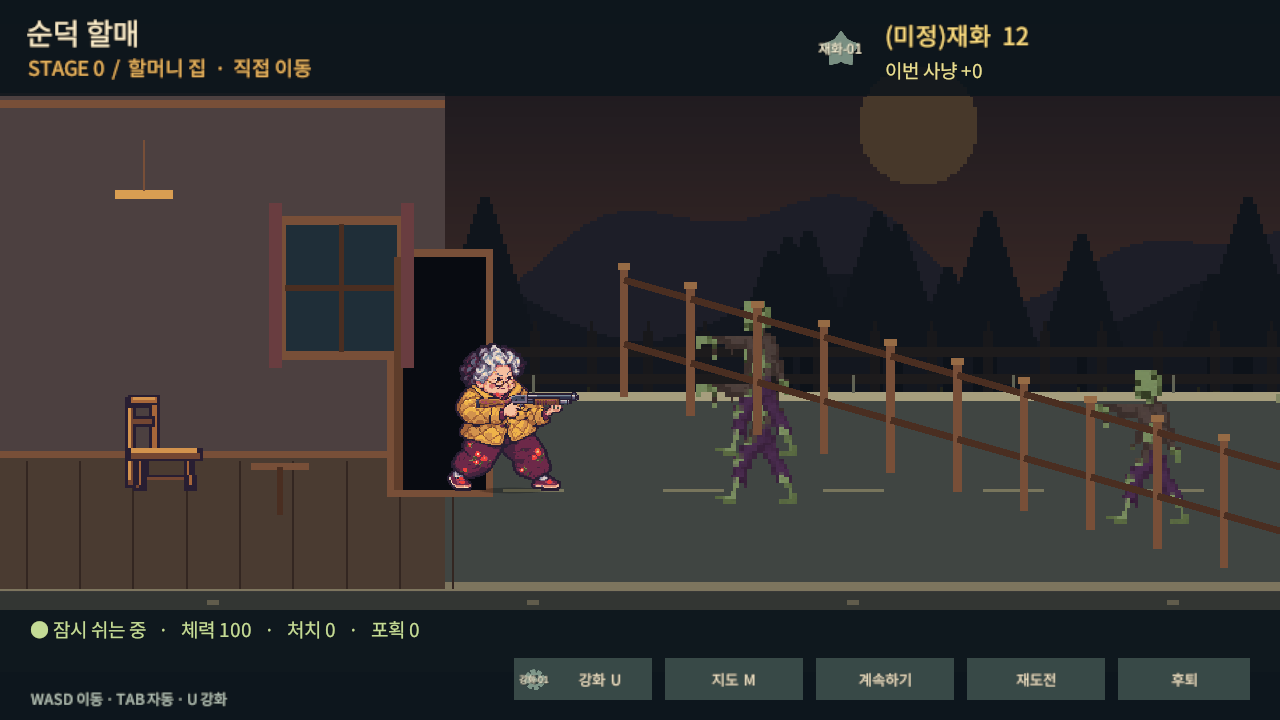 순덕 할매
STAGE 0 / 할머니 집 · 직접 이동
재화-01
(미정)재화 12
이번 사냥 +0
잠시 쉬는 중 · 체력 100 · 처치 0 · 포획 0
강화-01
강화 U
지도 M
계속하기
재도전
후퇴
WASD 이동 · TAB 자동 · U 강화